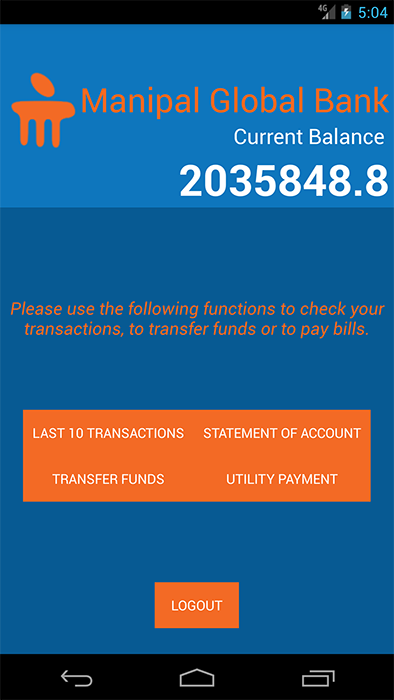 4G 5:04
Manipal Global Bank
Current Balance
2035848.8
Please use the following functions to check your
transactions, to transfer funds or to pay bills.
LAST 10 TRANSACTIONS STATEMENT OF ACCOUNT
TRANSFER FUNDS UTILITY PAYMENT
LOGOUT